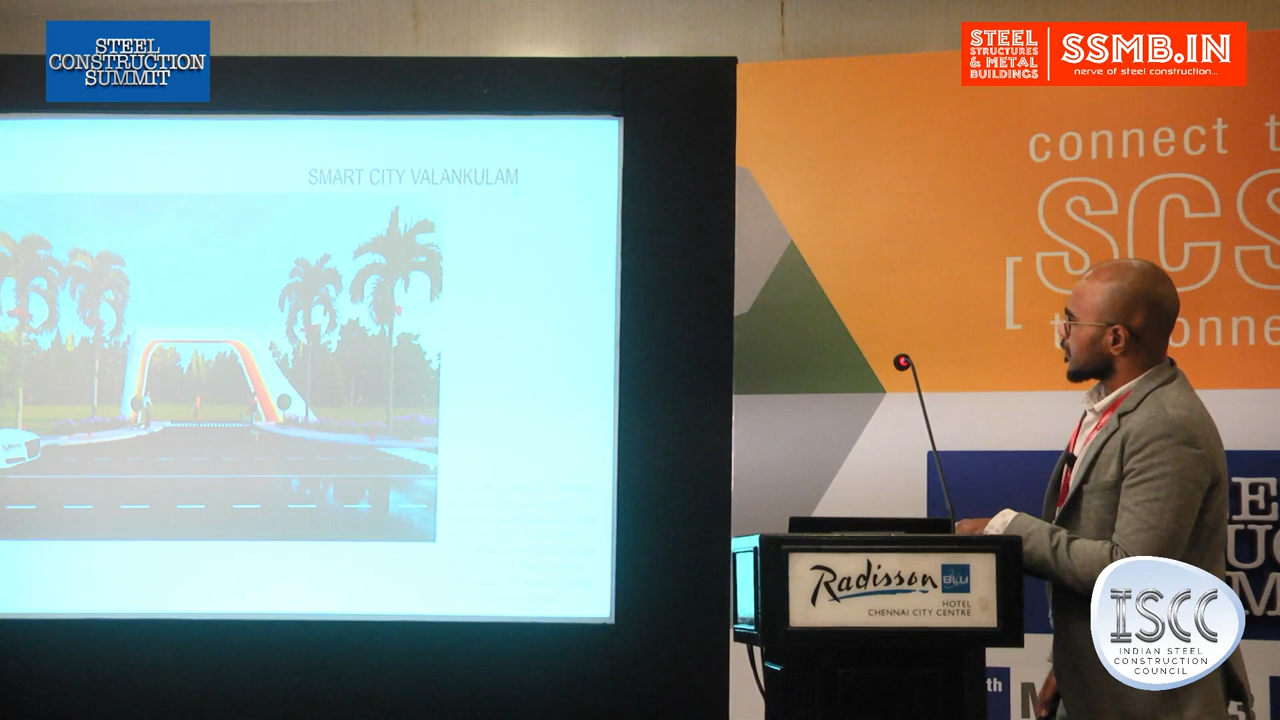 STEEL
CONSTRUCTION
SUMMIT
STEEL
STRUCTURES
& METAL
BUILDINGS
SSMB.IN
nerve of steel construction...
connect
SCS
SMART CITY VALANKULAM
Radisson
BLU
HOTEL
CHENNAI CITY CENTRE
ISCC
INDIAN STEEL
CONSTRUCTION
COUNCIL
th